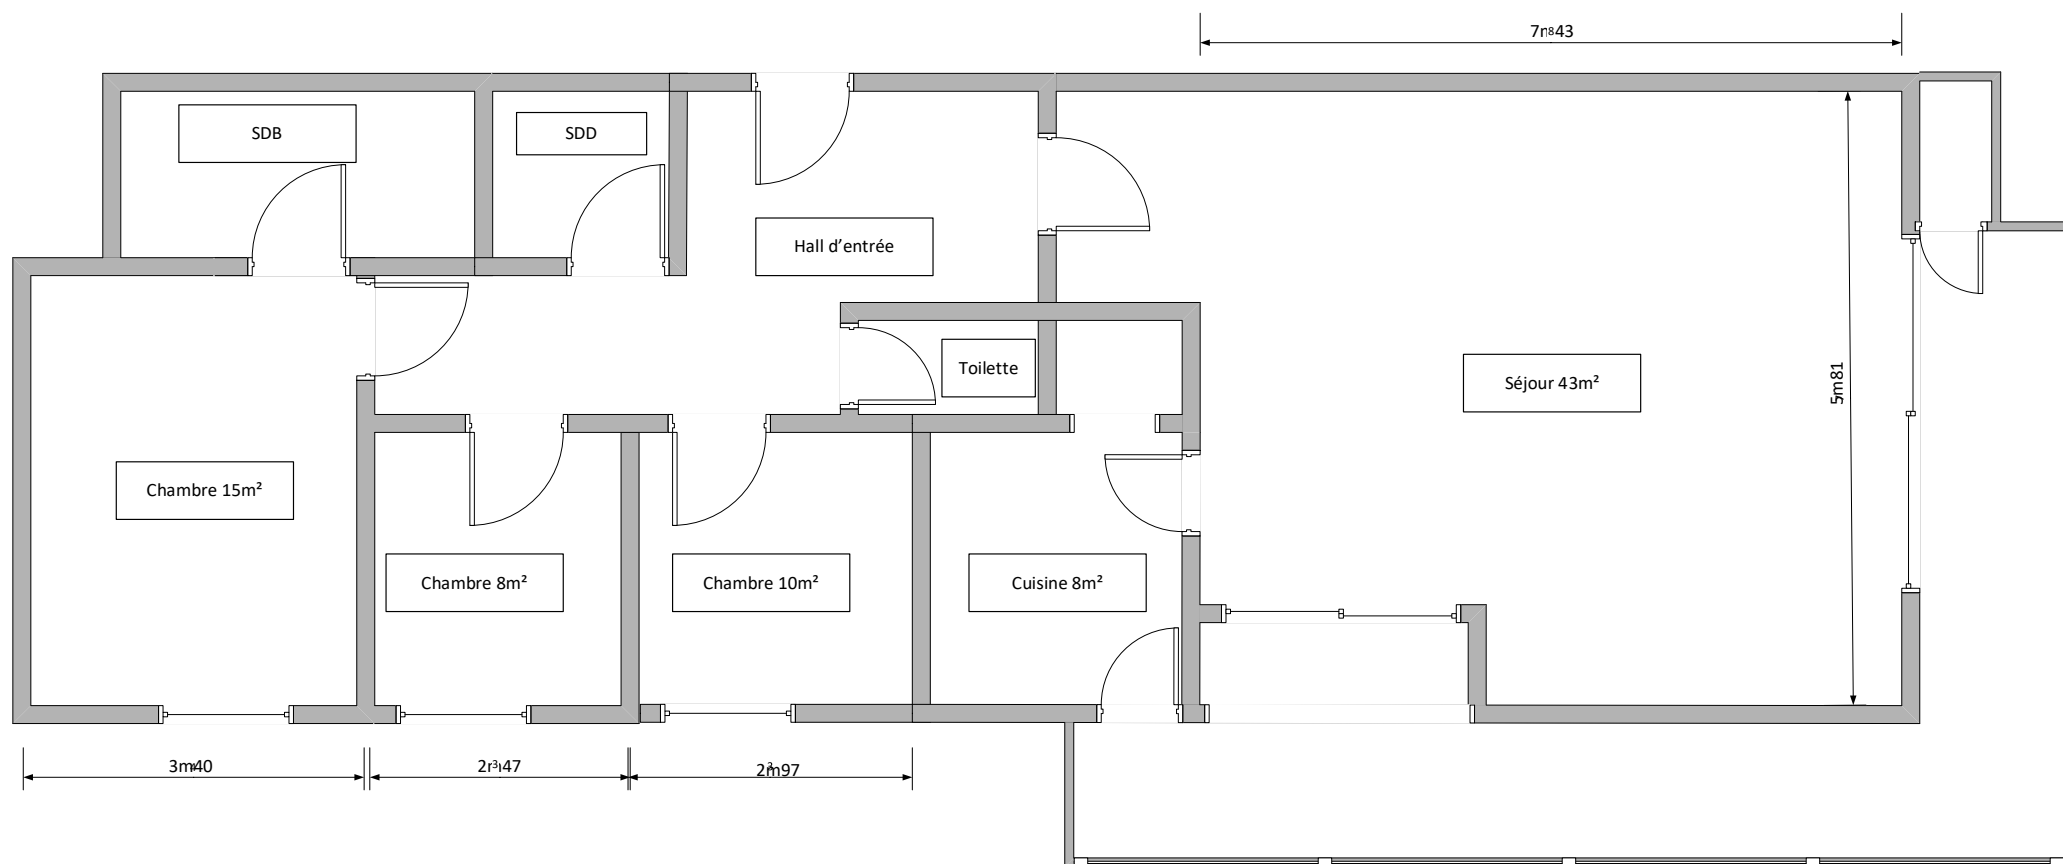 7m43
SDB
SDD
Hall d’entrée
Toilette
Séjour 43m²
5m81
Chambre 15m²
Chambre 8m²
Chambre 10m²
Cuisine 8m²
3m40
2m47
2m97